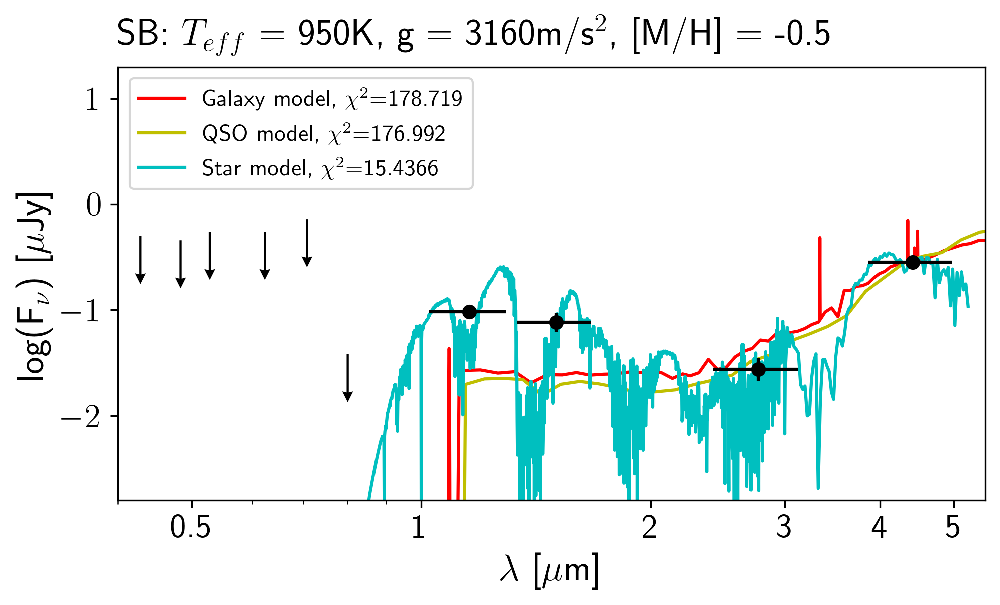 SB: T_eff = 950K, g = 3160m/s², [M/H] = -0.5
Galaxy model, χ²=178.719
QSO model, χ²=176.992
Star model, χ²=15.4366
log(F_ν) [μJy]
1
0
−1
−2
0.5 1 2 3 4 5
λ [μm]